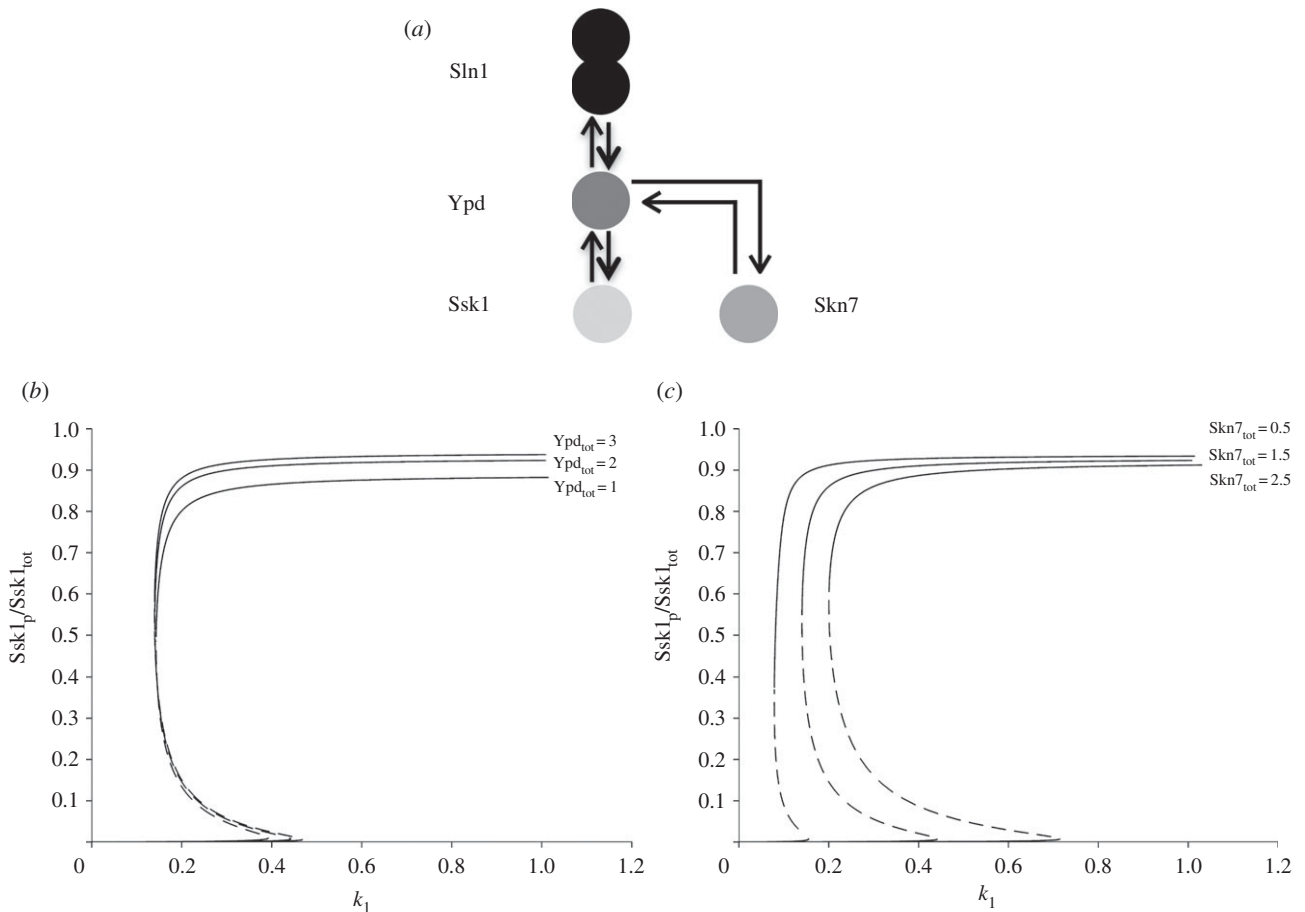 (a)
Sln1
Ypd
Ssk1
Skn7
(b)
1.0
0.9
0.8
0.7
0.6
0.5
0.4
0.3
0.2
0.1
0
0.2
0.4
0.6
0.8
1.0
1.2
Ssk1p/Ssk1tot
k1
Ypdtot = 3
Ypdtot = 2
Ypdtot = 1
(c)
1.0
0.9
0.8
0.7
0.6
0.5
0.4
0.3
0.2
0.1
0
0.2
0.4
0.6
0.8
1.0
1.2
Ssk1p/Ssk1tot
k1
Skn7tot = 0.5
Skn7tot = 1.5
Skn7tot = 2.5